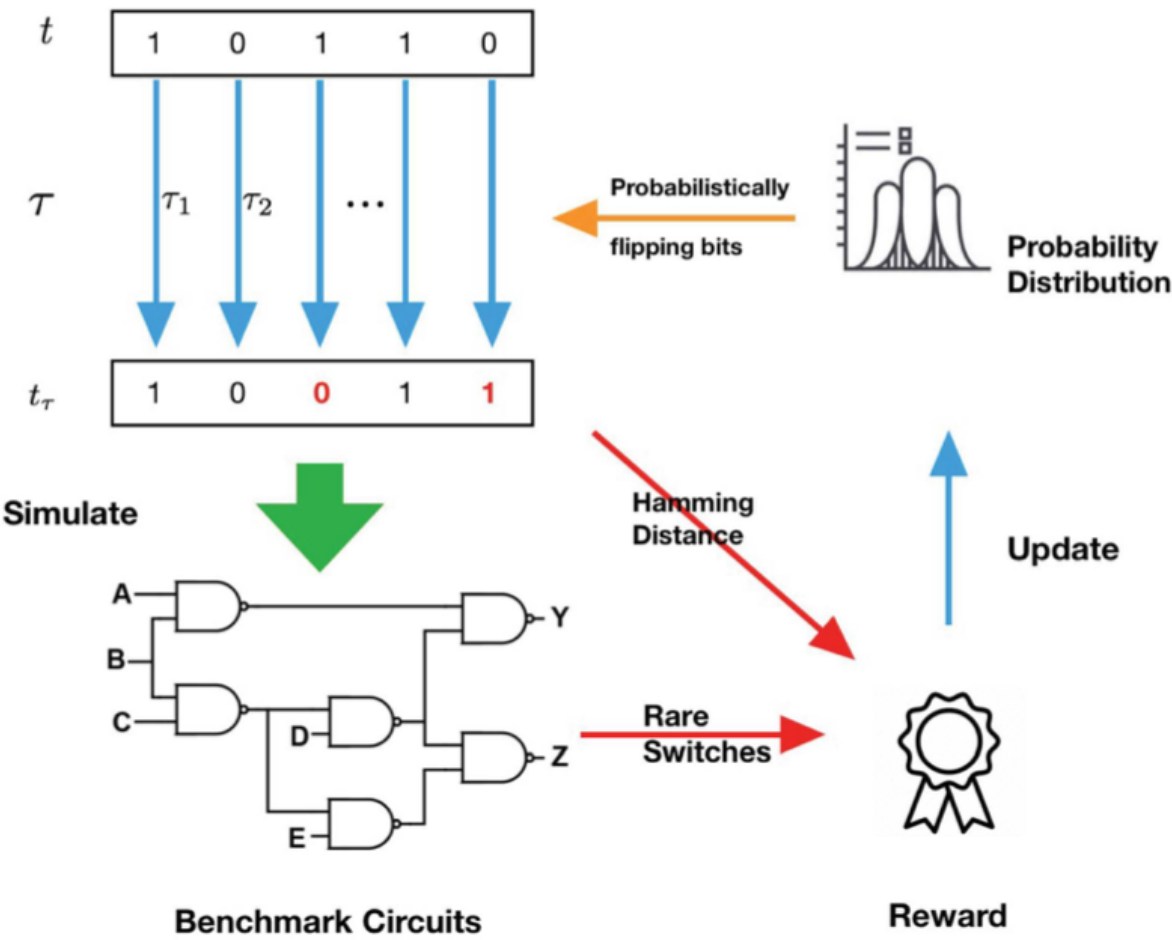 t 1 0 1 1 0
τ τ₁ τ₂ ...
Probabilistically
flipping bits
Probability
Distribution
t_τ 1 0 0 1 1
Simulate
Hamming
Distance
Update
A
B
C
D
E
Y
Z
Rare
Switches
Benchmark Circuits
Reward